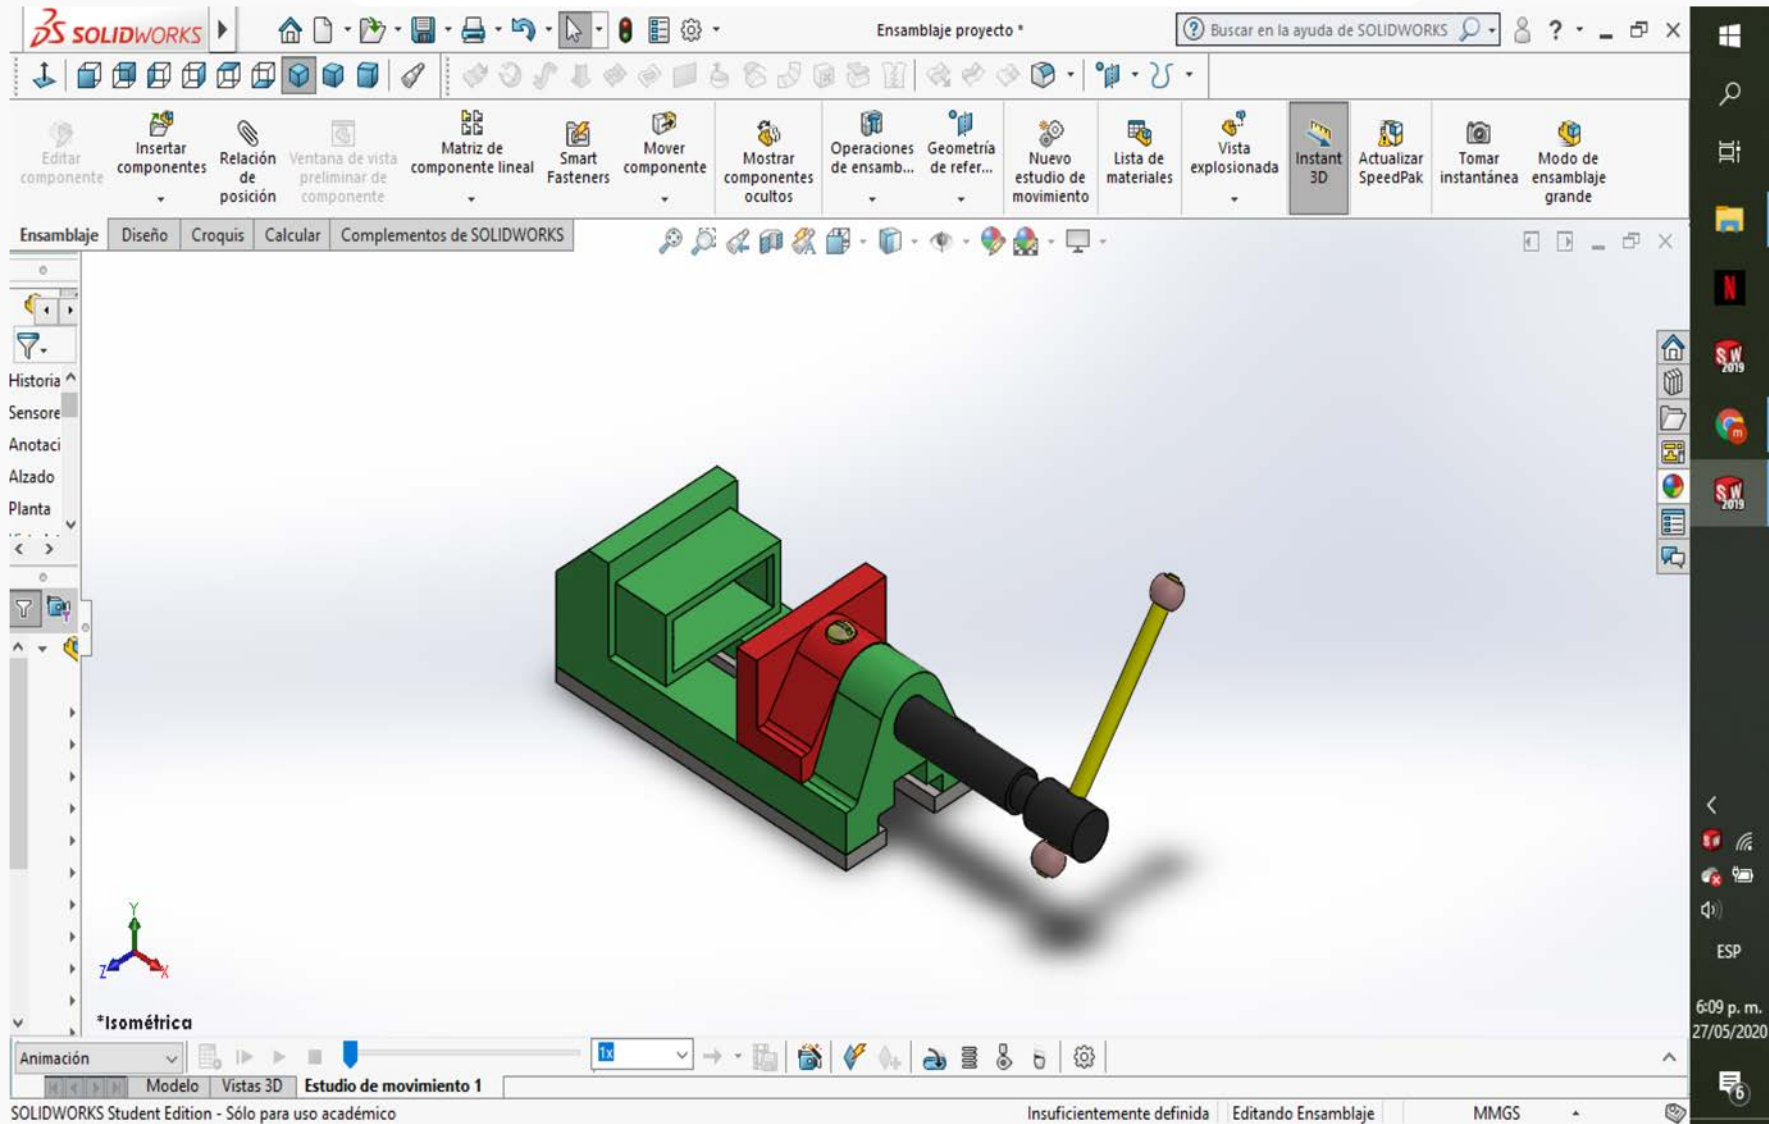 SOLIDWORKS
Ensamblaje proyecto *
Buscar en la ayuda de SOLIDWORKS
?
Editar
componente
Insertar
componentes
Relación
de
posición
Ventana de vista
preliminar de
componente
Matriz de
componente lineal
Smart
Fasteners
Mover
componente
Mostrar
componentes
ocultos
Operaciones
de ensamb...
Geometría
de refer...
Nuevo
estudio de
movimiento
Lista de
materiales
Vista
explosionada
Instant
3D
Actualizar
SpeedPak
Tomar
instantánea
Modo de
ensamblaje
grande
Ensamblaje Diseño Croquis Calcular Complementos de SOLIDWORKS
Historia
Sensore
Anotaci
Alzado
Planta
Y
Z
X
*Isométrica
Animación
1x
Modelo Vistas 3D Estudio de movimiento 1
SOLIDWORKS Student Edition - Sólo para uso académico
Insuficientemente definida Editando Ensamblaje MMGS
N
SW
2019
m
SW
2019
ESP
6:09 p. m.
27/05/2020
6